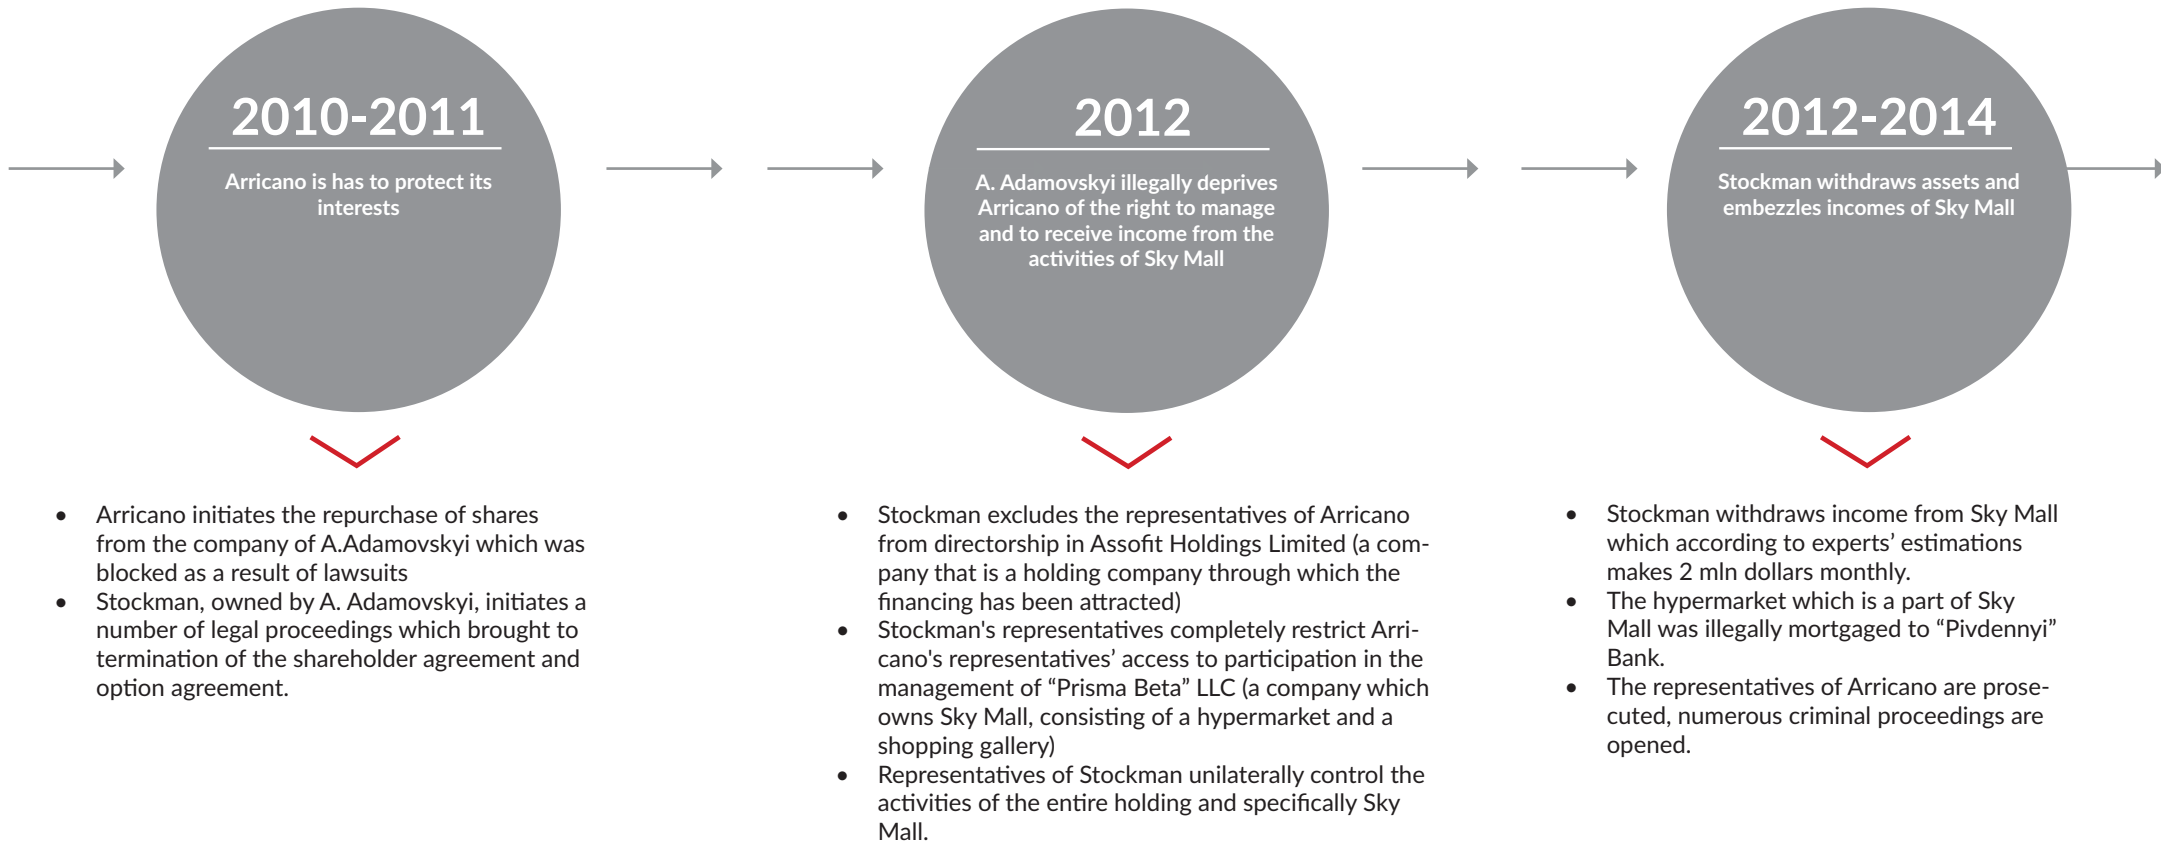 2010-2011
Arricano is has to protect its
interests
• Arricano initiates the repurchase of shares
from the company of A.Adamovskyi which was
blocked as a result of lawsuits
• Stockman, owned by A. Adamovskyi, initiates a
number of legal proceedings which brought to
termination of the shareholder agreement and
option agreement.
2012
A. Adamovskyi illegally deprives
Arricano of the right to manage
and to receive income from the
activities of Sky Mall
• Stockman excludes the representatives of Arricano
from directorship in Assofit Holdings Limited (a com-
pany that is a holding company through which the
financing has been attracted)
• Stockman's representatives completely restrict Arri-
cano's representatives’ access to participation in the
management of “Prisma Beta” LLC (a company which
owns Sky Mall, consisting of a hypermarket and a
shopping gallery)
• Representatives of Stockman unilaterally control the
activities of the entire holding and specifically Sky
Mall.
2012-2014
Stockman withdraws assets and
embezzles incomes of Sky Mall
• Stockman withdraws income from Sky Mall
which according to experts’ estimations
makes 2 mln dollars monthly.
• The hypermarket which is a part of Sky
Mall was illegally mortgaged to “Pivdennyi”
Bank.
• The representatives of Arricano are prose-
cuted, numerous criminal proceedings are
opened.